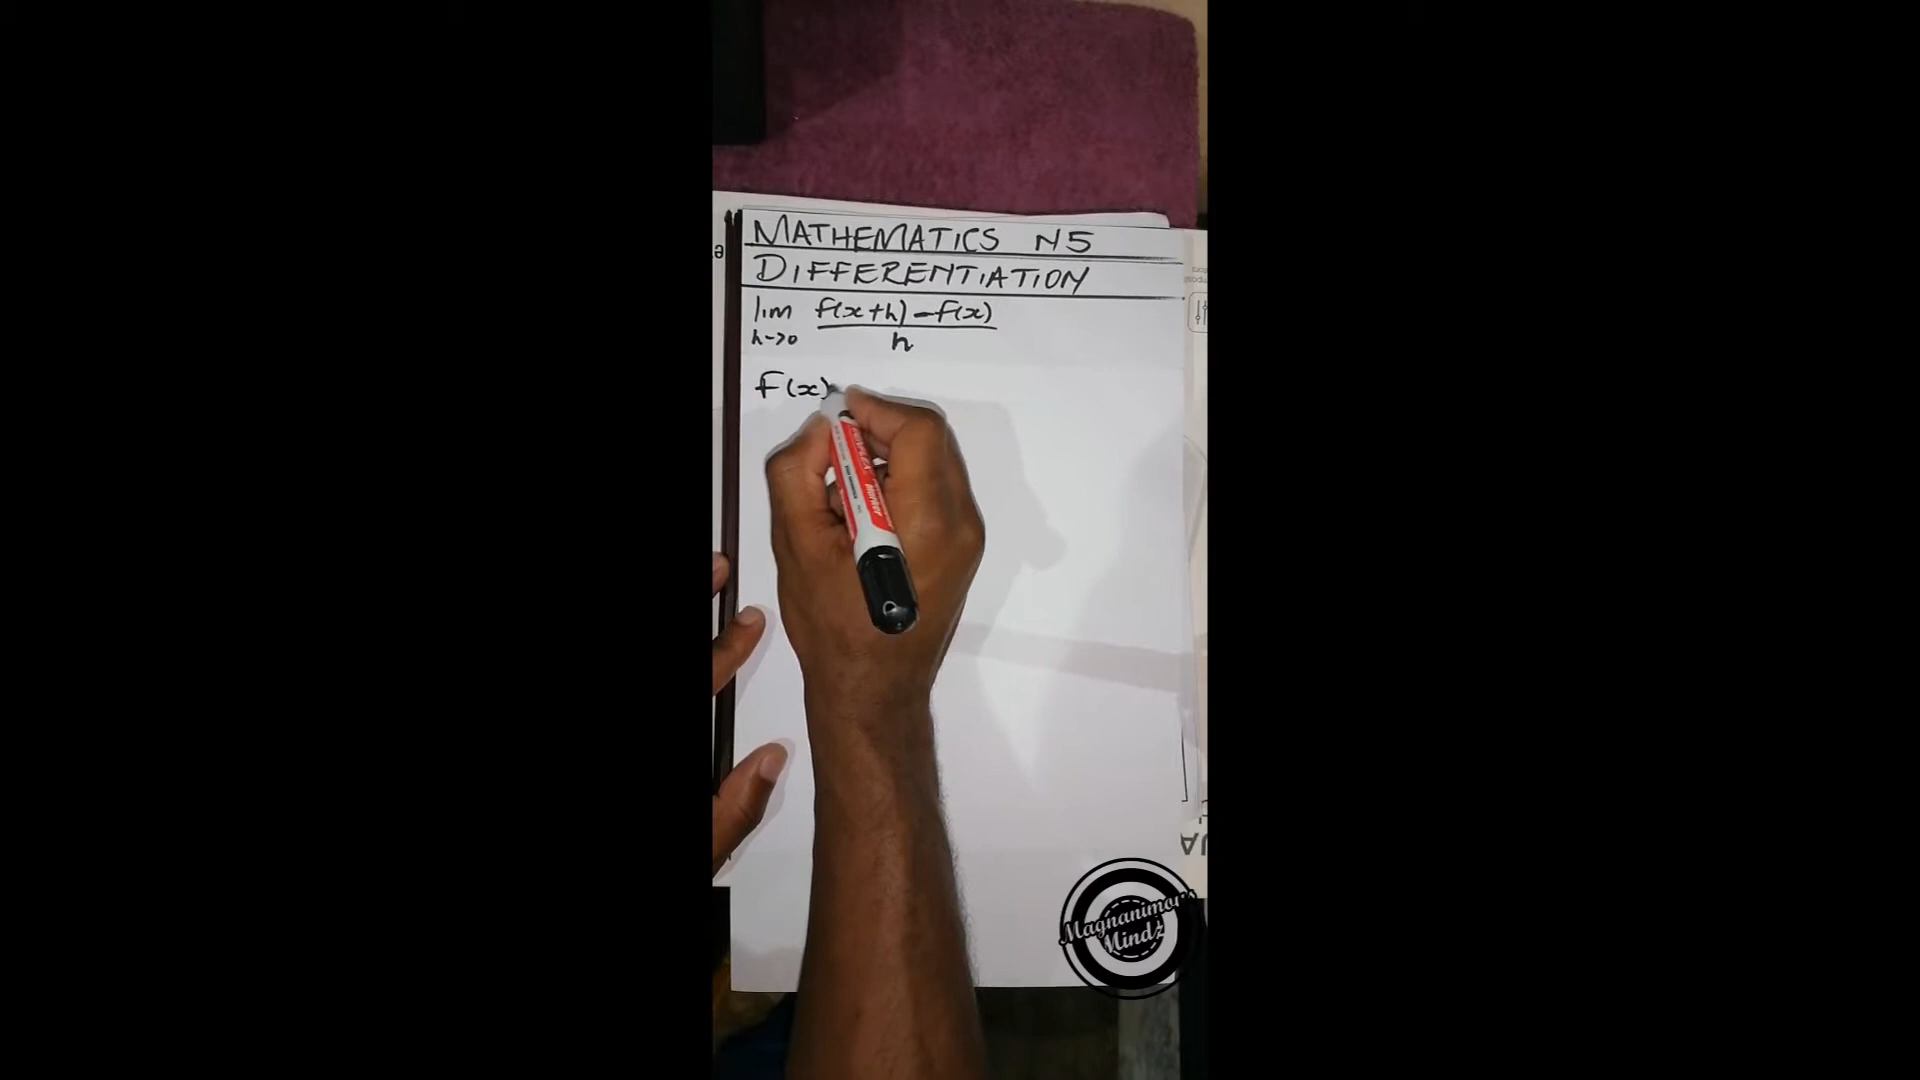 MATHEMATICS N5
DIFFERENTIATION
lim f(x+h) - f(x)
h->0 h
f(x)
Magnanimous
Mindz